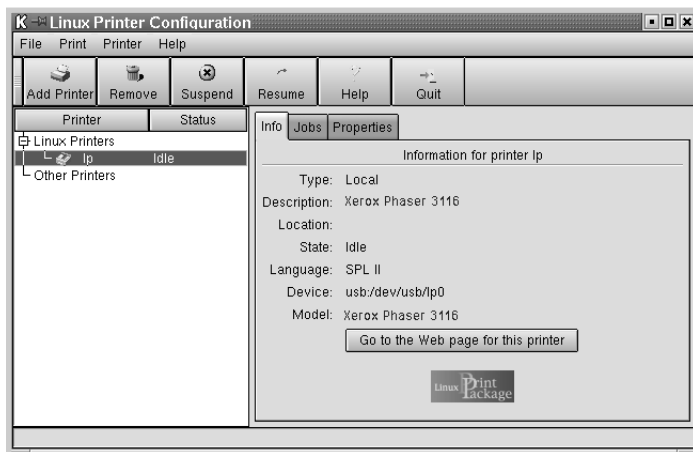 Linux Printer Configuration
File Print Printer Help
Add Printer Remove Suspend Resume Help Quit
Printer Status
Linux Printers
lp Idle
Other Printers
Info Jobs Properties
Information for printer lp
Type: Local
Description: Xerox Phaser 3116
Location:
State: Idle
Language: SPL II
Device: usb:/dev/usb/lp0
Model: Xerox Phaser 3116
Go to the Web page for this printer
Linux Print Package